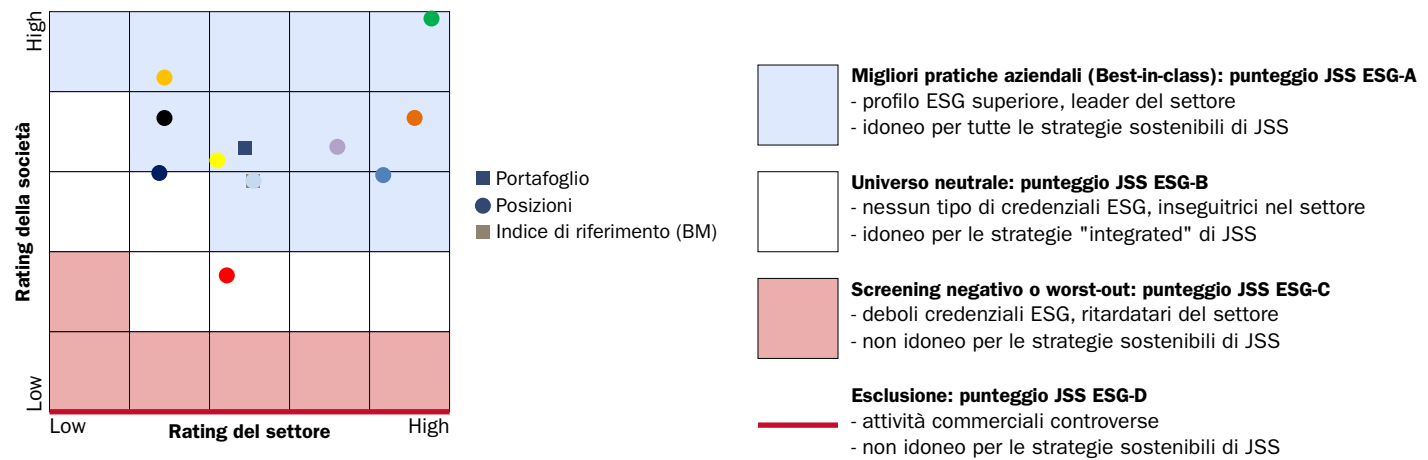 High
Rating della società
Low
Low
Rating del settore
High
Portafoglio
Posizioni
Indice di riferimento (BM)
Migliori pratiche aziendali (Best-in-class): punteggio JSS ESG-A
- profilo ESG superiore, leader del settore
- idoneo per tutte le strategie sostenibili di JSS
Universo neutrale: punteggio JSS ESG-B
- nessun tipo di credenziali ESG, inseguitrici nel settore
- idoneo per le strategie "integrated" di JSS
Screening negativo o worst-out: punteggio JSS ESG-C
- deboli credenziali ESG, ritardatari del settore
- non idoneo per le strategie sostenibili di JSS
Esclusione: punteggio JSS ESG-D
- attività commerciali controverse
- non idoneo per le strategie sostenibili di JSS